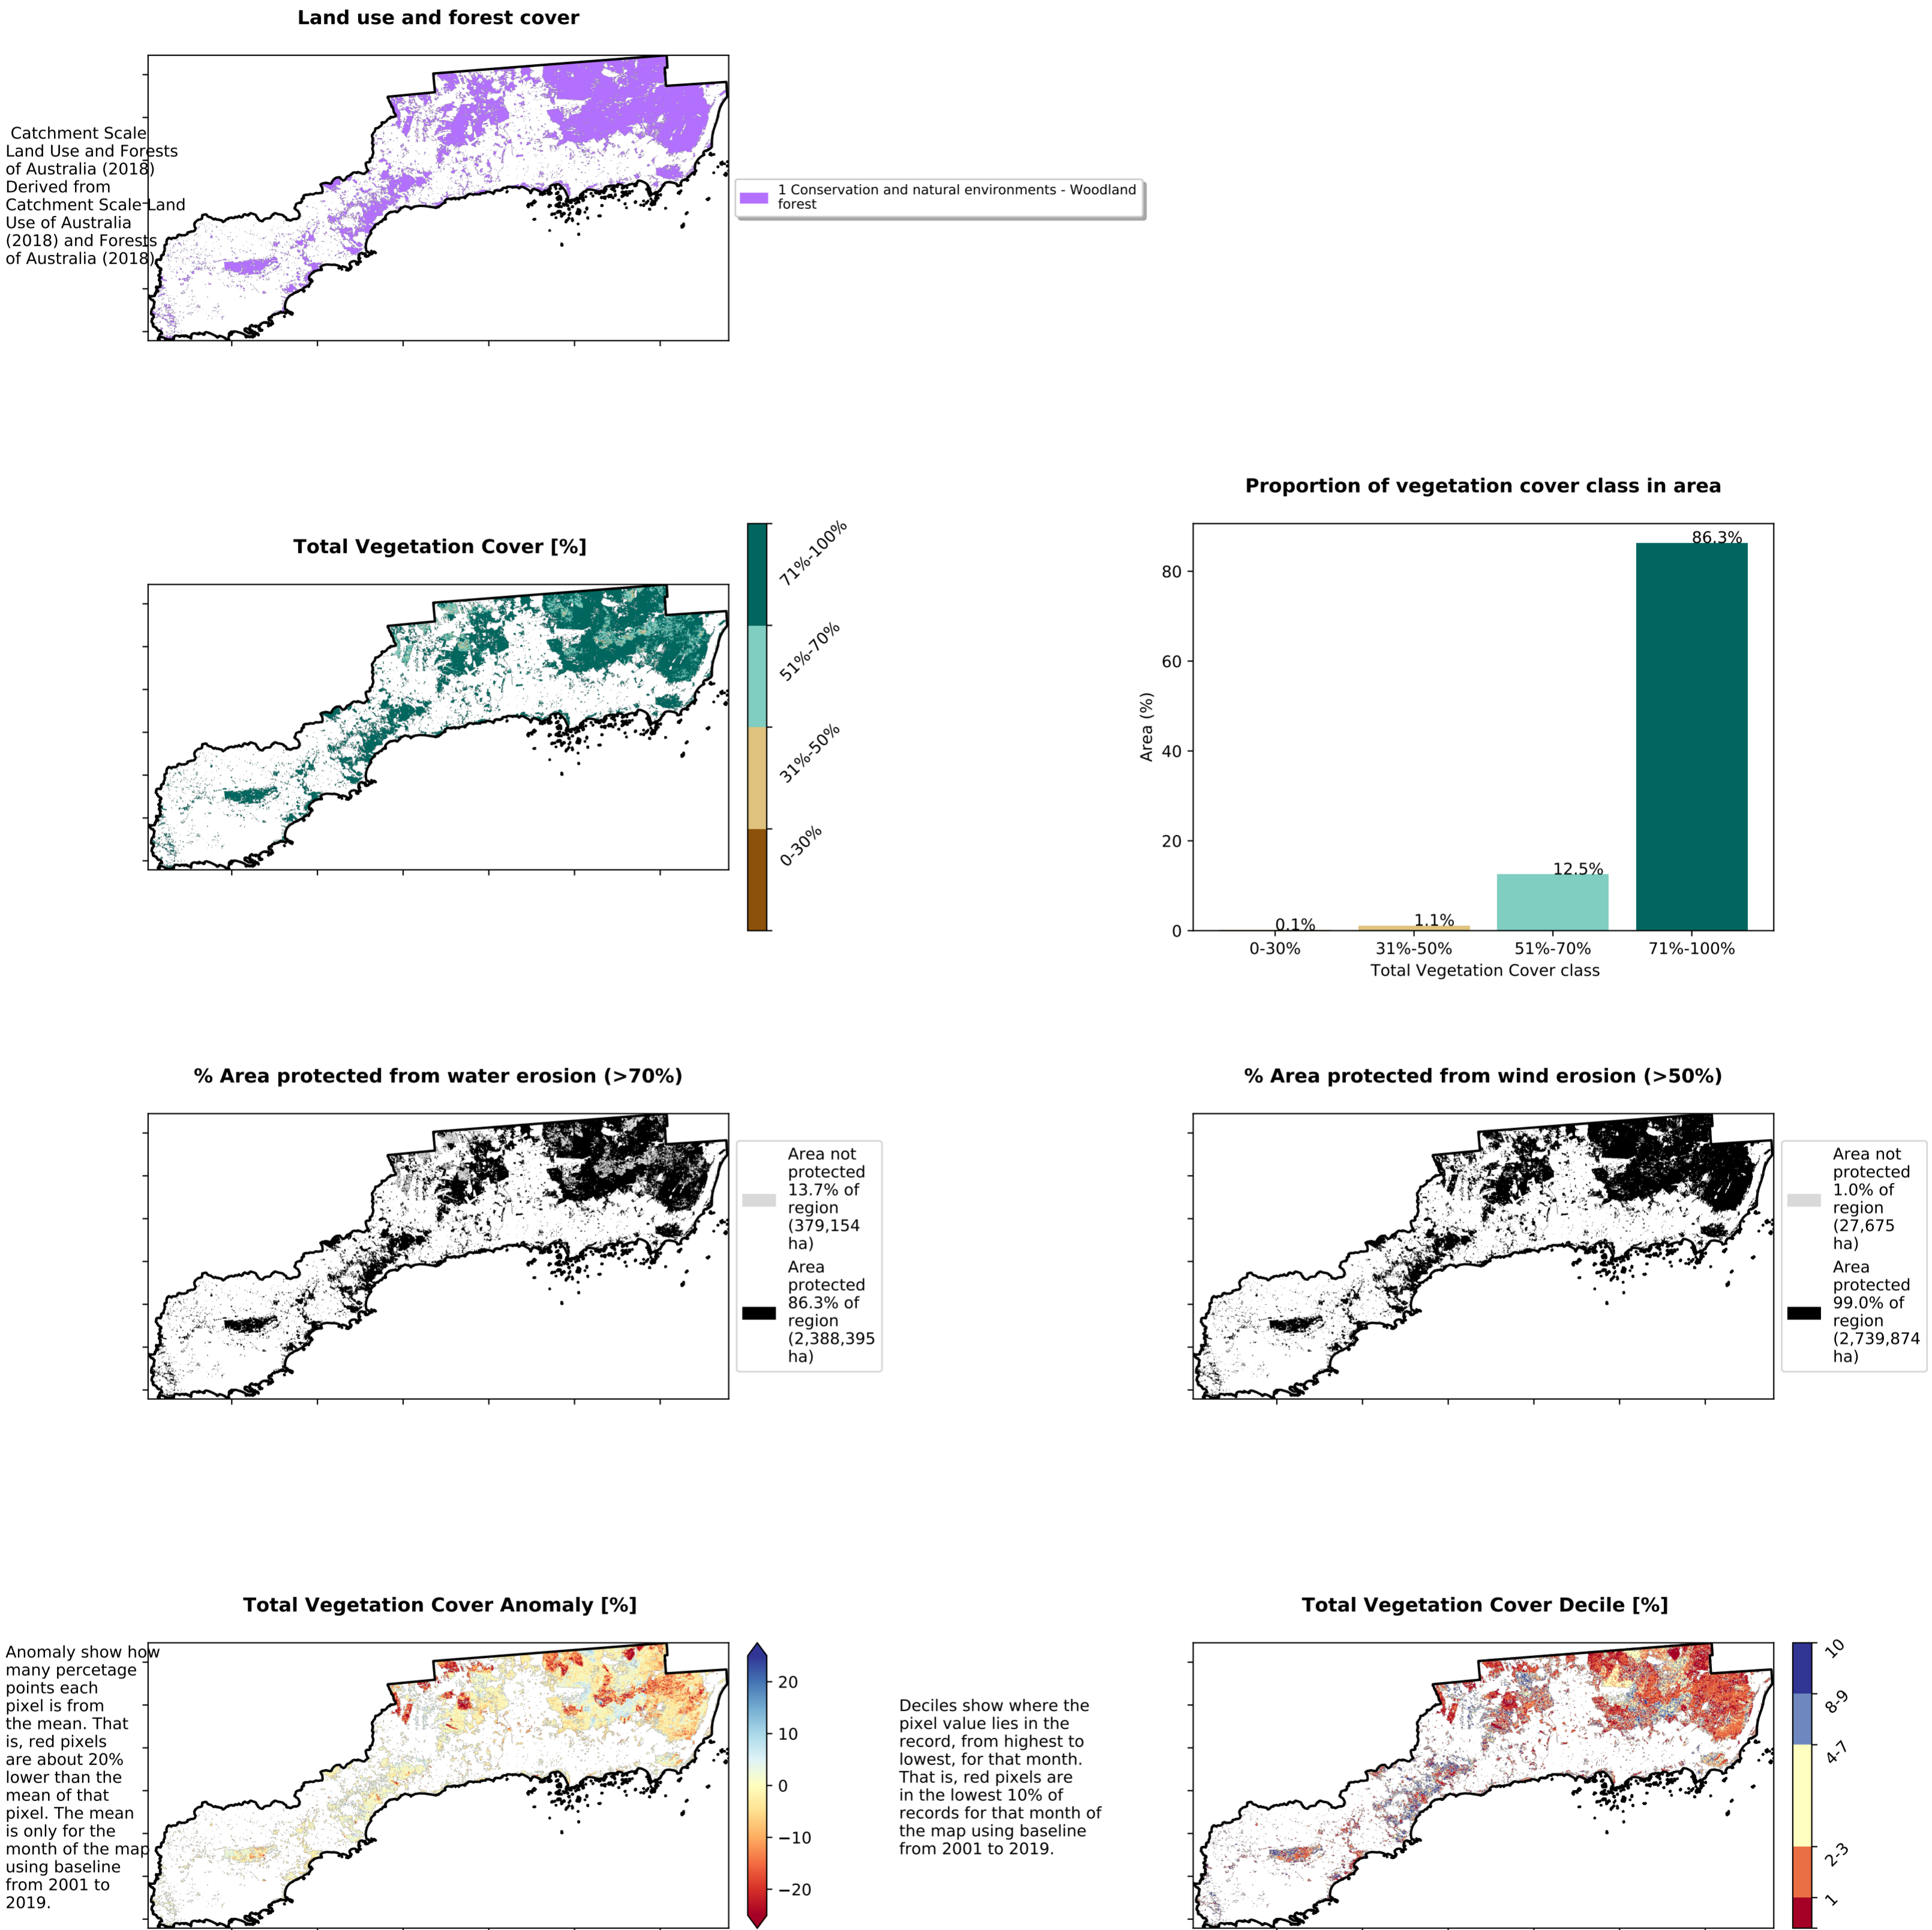 Land use and forest cover
Catchment Scale
Land Use and Forests
of Australia (2018)
Derived from
Catchment Scale Land
Use of Australia
(2018) and Forests
of Australia (2018)
1 Conservation and natural environments - Woodland
forest
Total Vegetation Cover [%]
71%-100%
51%-70%
31%-50%
0-30%
Proportion of vegetation cover class in area
Area (%)
80
60
40
20
0
0.1%
1.1%
12.5%
86.3%
0-30%
31%-50%
51%-70%
71%-100%
Total Vegetation Cover class
% Area protected from water erosion (>70%)
Area not
protected
13.7% of
region
(379,154
ha)
Area
protected
86.3% of
region
(2,388,395
ha)
% Area protected from wind erosion (>50%)
Area not
protected
1.0% of
region
(27,675
ha)
Area
protected
99.0% of
region
(2,739,874
ha)
Total Vegetation Cover Anomaly [%]
Anomaly show how
many percetage
points each
pixel is from
the mean. That
is, red pixels
are about 20%
lower than the
mean of that
pixel. The mean
is only for the
month of the map
using baseline
from 2001 to
2019.
20
10
0
−10
−20
Total Vegetation Cover Decile [%]
Deciles show where the
pixel value lies in the
record, from highest to
lowest, for that month.
That is, red pixels are
in the lowest 10% of
records for that month of
the map using baseline
from 2001 to 2019.
10
8-9
4-7
2-3
1